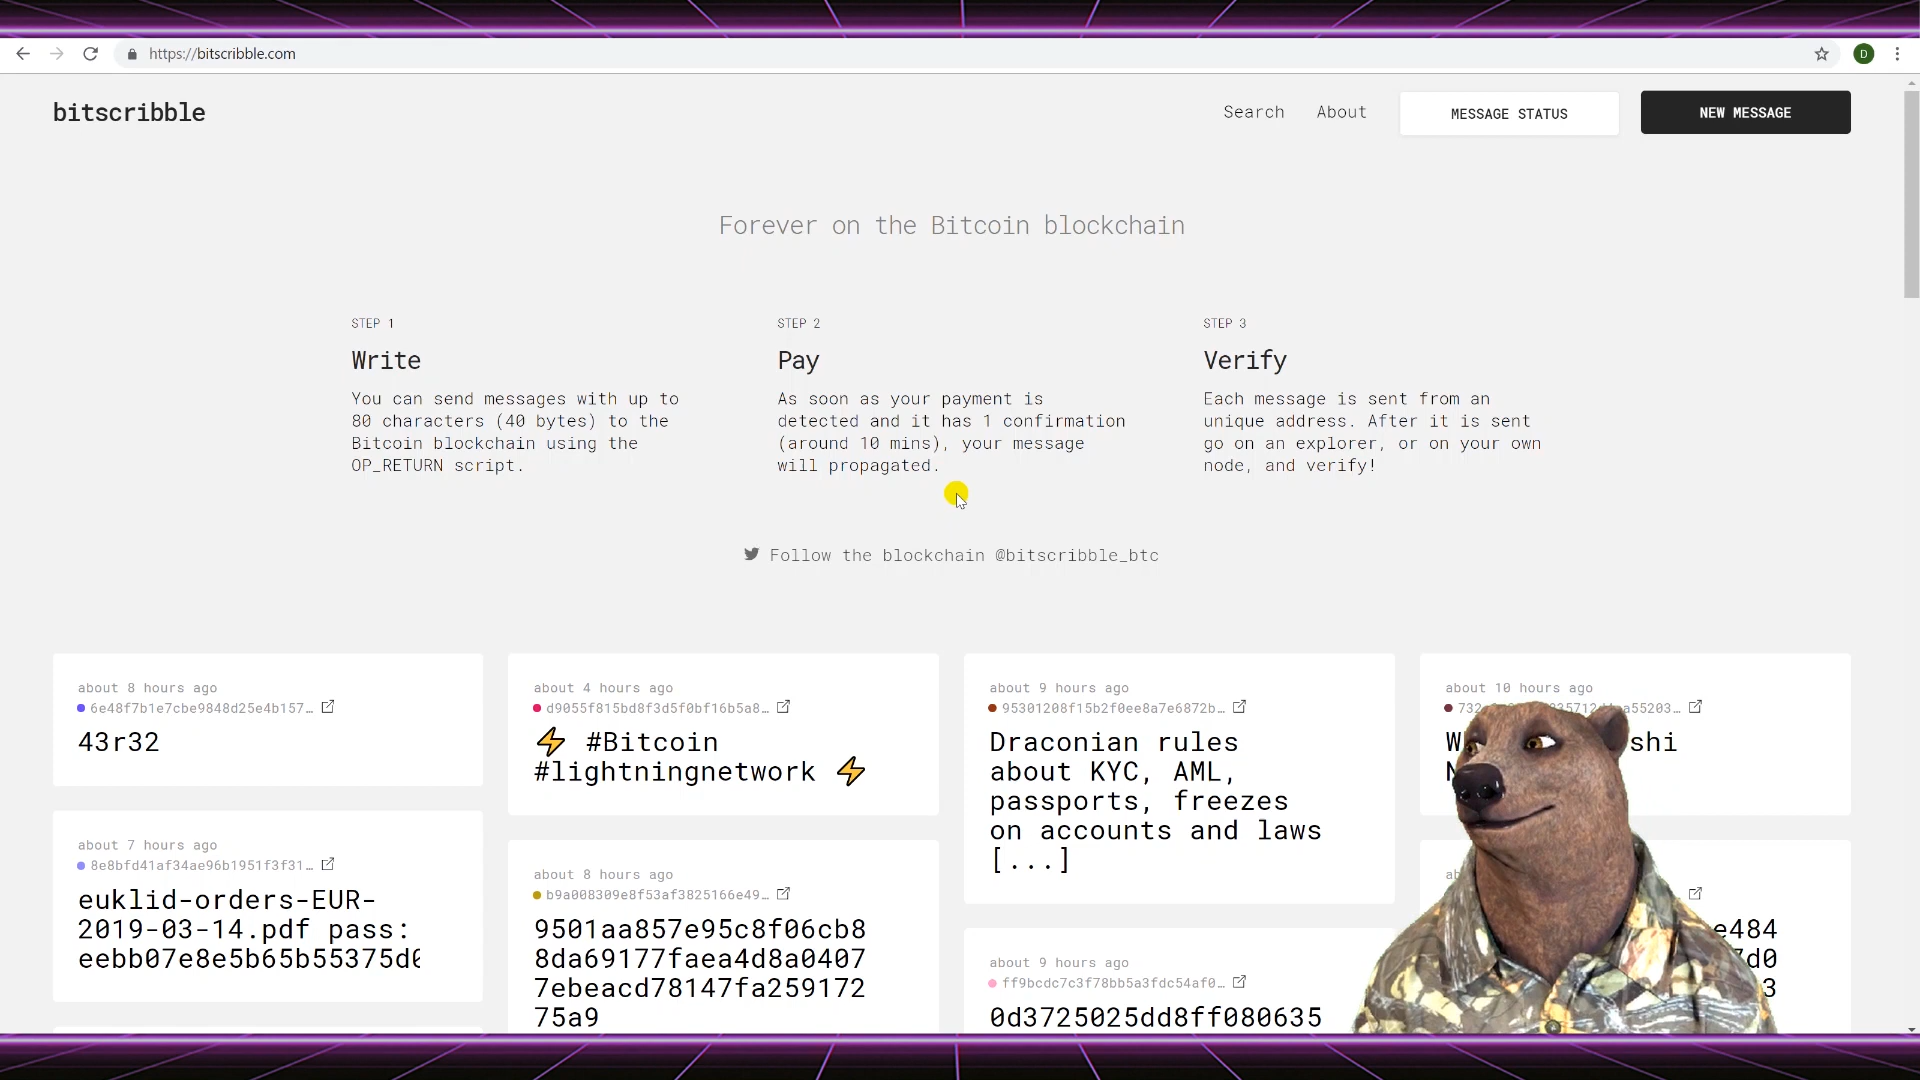 https://bitscribble.com
D
bitscribble
Search
About
MESSAGE STATUS
NEW MESSAGE
Forever on the Bitcoin blockchain
STEP 1
Write
You can send messages with up to
80 characters (40 bytes) to the
Bitcoin blockchain using the
OP_RETURN script.
STEP 2
Pay
As soon as your payment is
detected and it has 1 confirmation
(around 10 mins), your message
will propagated.
STEP 3
Verify
Each message is sent from an
unique address. After it is sent
go on an explorer, or on your own
node, and verify!
Follow the blockchain @bitscribble_btc
about 8 hours ago
6e48f7b1e7cbe9848d25e4b157…
43r32
about 7 hours ago
8e8bfd41af34ae96b1951f3f31…
euklid-orders-EUR-
2019-03-14.pdf pass:
eebb07e8e5b65b55375d0
about 4 hours ago
d9055f815bd8f3d5f0bf16b5a8…
⚡ #Bitcoin
#lightningnetwork ⚡
about 8 hours ago
b9a008309e8f53af3825166e49…
9501aa857e95c8f06cb8
8da69177faea4d8a0407
7ebeacd78147fa259172
75a9
about 9 hours ago
95301208f15b2f0ee8a7e6872b…
Draconian rules
about KYC, AML,
passports, freezes
on accounts and laws
[...]
about 9 hours ago
ff9bcdc7c3f78bb5a3fdc54af0…
0d3725025dd8ff080635
about 10 hours ago
shi
e484
7d0
3